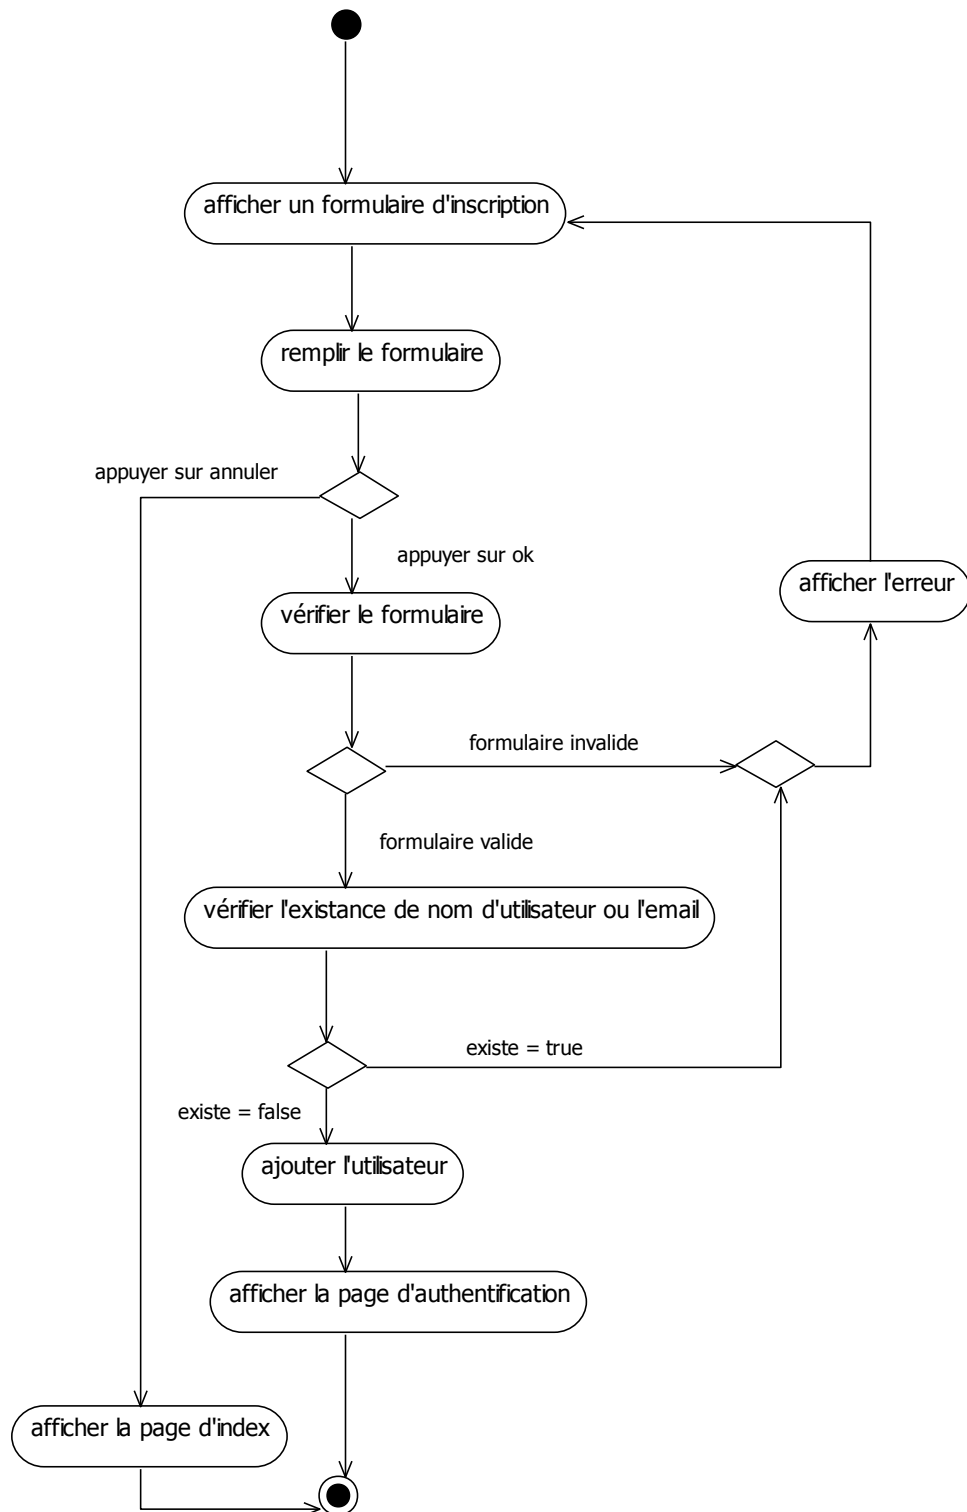 afficher un formulaire d'inscription
remplir le formulaire
appuyer sur annuler
appuyer sur ok
afficher l'erreur
vérifier le formulaire
formulaire invalide
formulaire valide
vérifier l'existance de nom d'utilisateur ou l'email
existe = true
existe = false
ajouter l'utilisateur
afficher la page d'authentification
afficher la page d'index